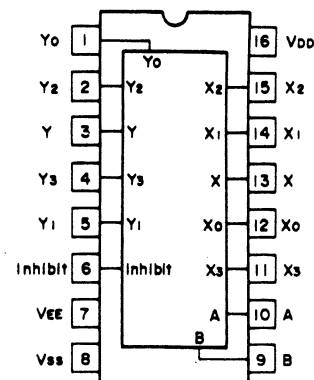 Y0 1 16 VDD
Y0
Y2 2 Y2 X2 15 X2
Y 3 Y X1 14 X1
Y3 4 Y3 X 13 X
Y1 5 Y1 X0 12 X0
Inhibit 6 Inhibit X3 11 X3
VEE 7 A 10 A
B
VSS 8 9 B